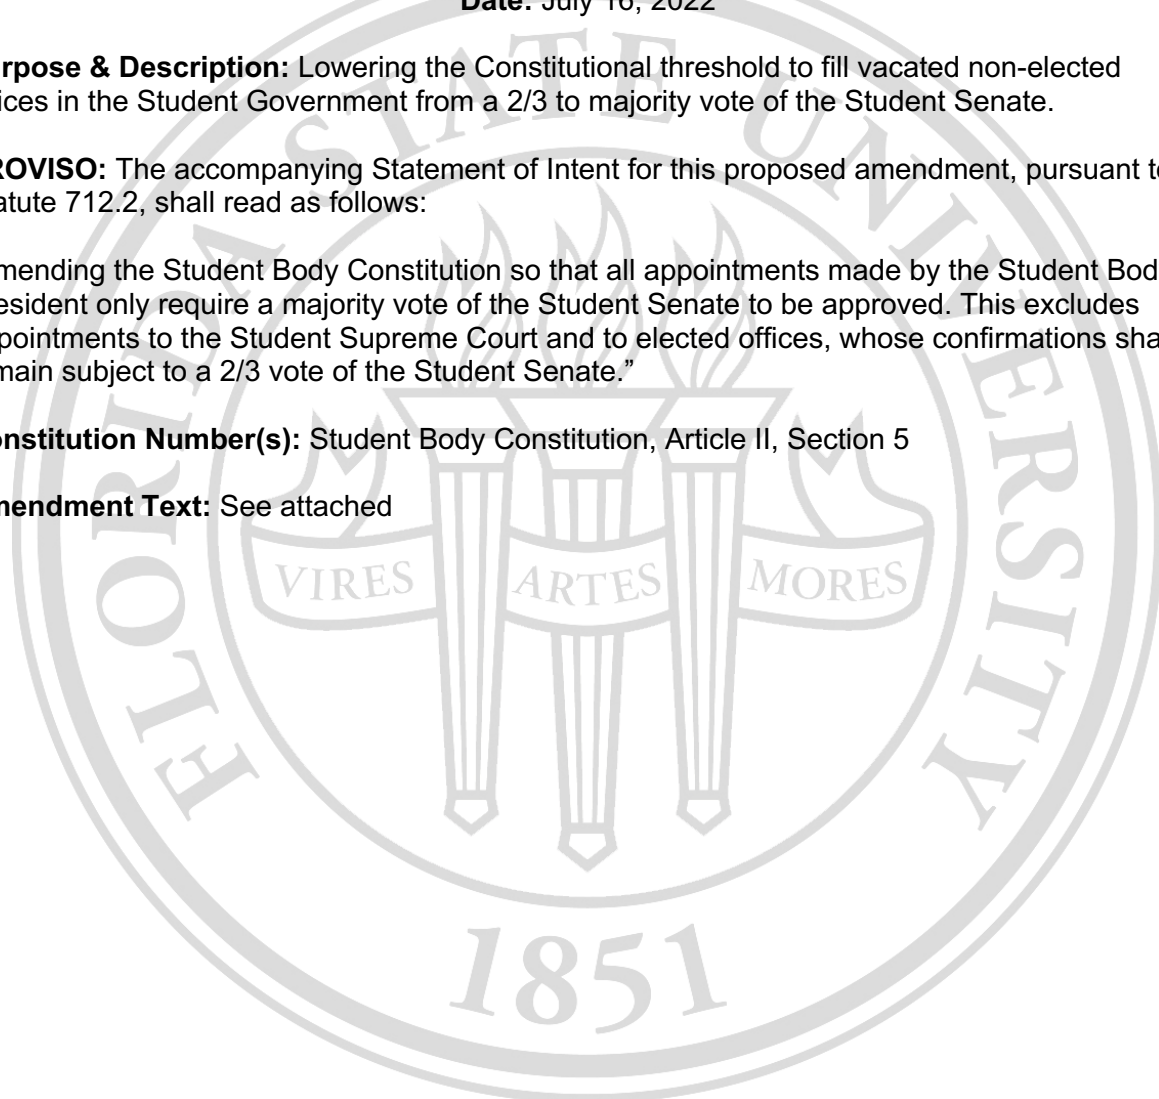 Date: July 16, 2022
rpose & Description: Lowering the Constitutional threshold to fill vacated non-elected
ices in the Student Government from a 2/3 to majority vote of the Student Senate.
ROVISO: The accompanying Statement of Intent for this proposed amendment, pursuant to
atute 712.2, shall read as follows:
mending the Student Body Constitution so that all appointments made by the Student Bod
esident only require a majority vote of the Student Senate to be approved. This excludes
pointments to the Student Supreme Court and to elected offices, whose confirmations sha
main subject to a 2/3 vote of the Student Senate.”
onstitution Number(s): Student Body Constitution, Article II, Section 5
mendment Text: See attached
FLORIDA STATE UNIVERSITY
VIRES ARTES MORES
1851